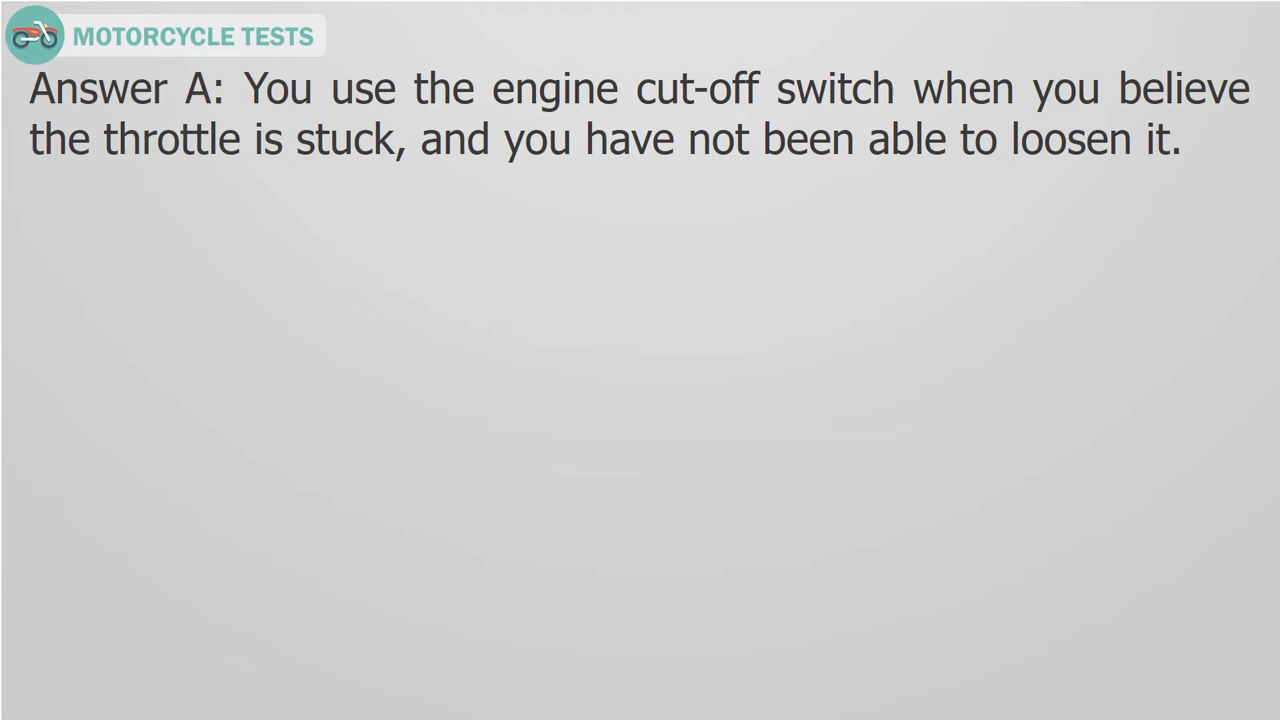 MOTORCYCLE TESTS
Answer A: You use the engine cut-off switch when you believe
the throttle is stuck, and you have not been able to loosen it.